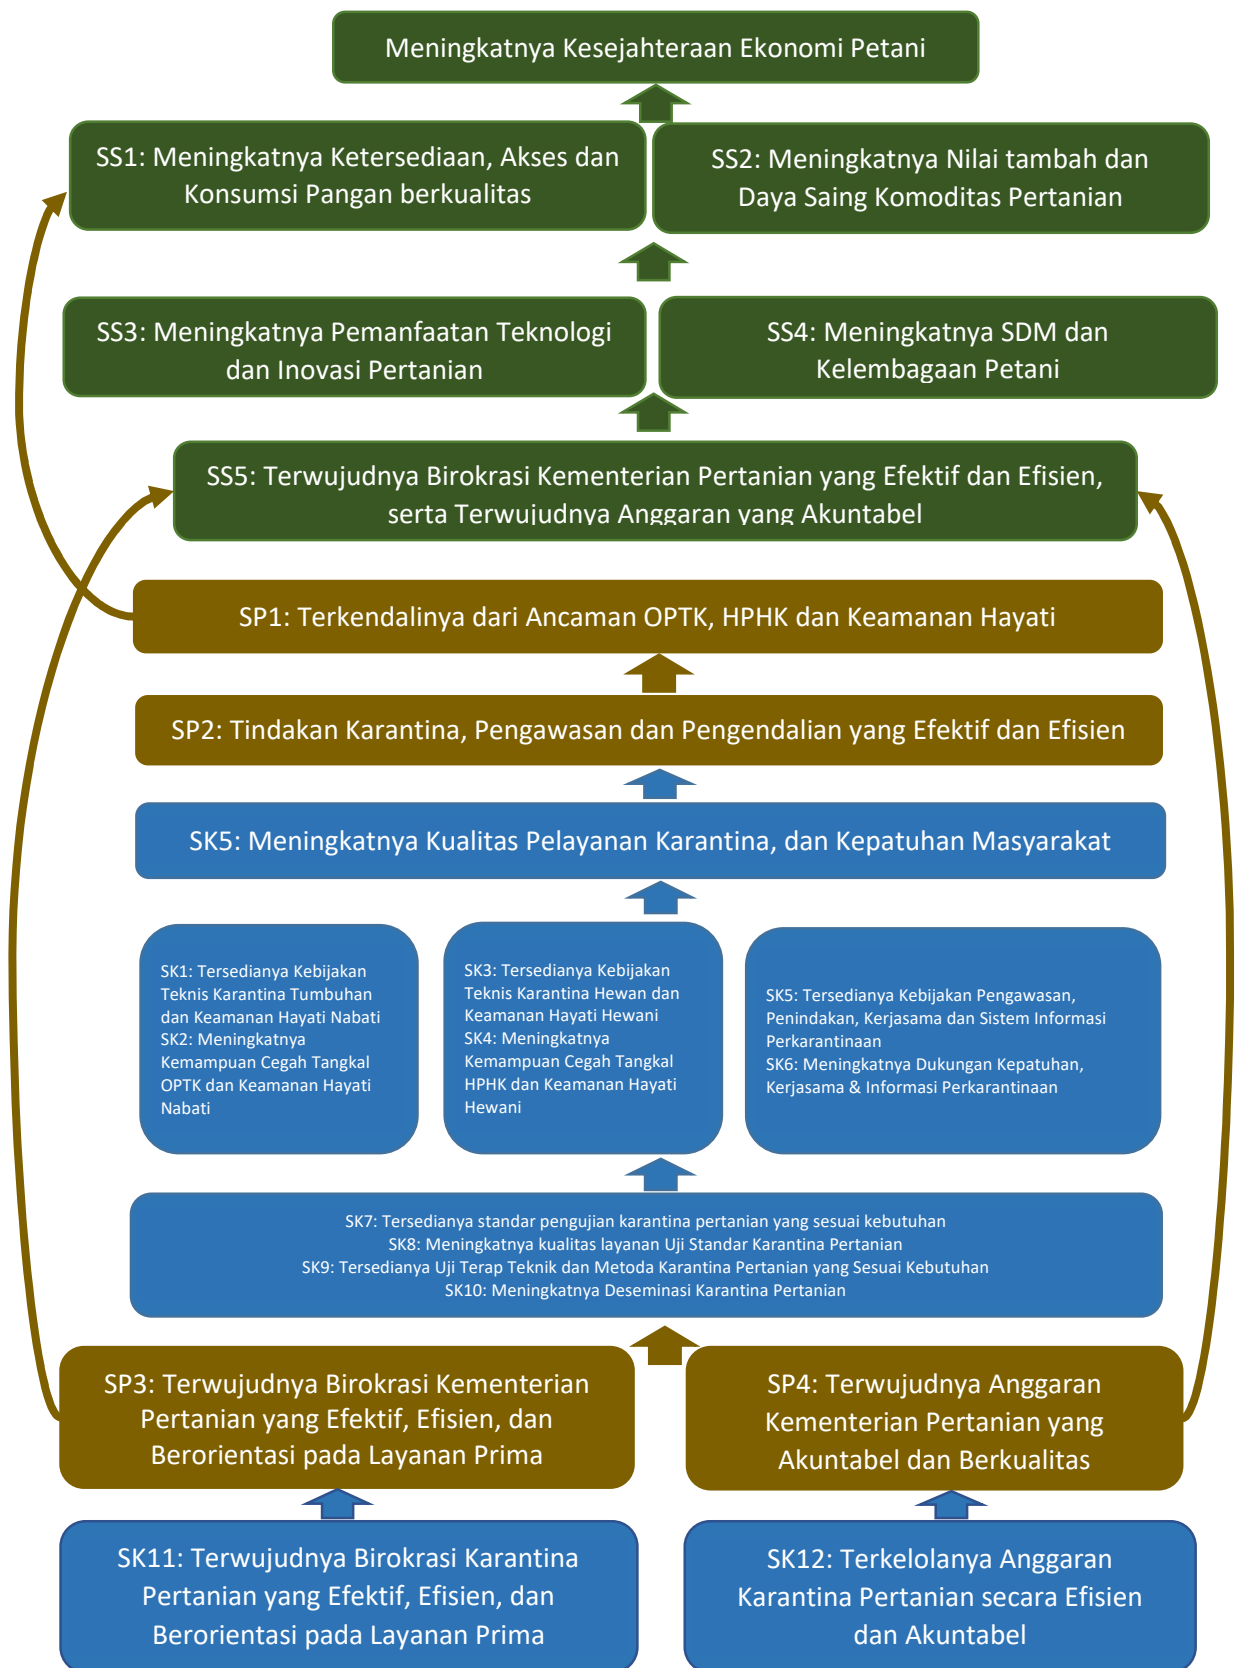 Meningkatnya Kesejahteraan Ekonomi Petani
SS1: Meningkatnya Ketersediaan, Akses dan
Konsumsi Pangan berkualitas
SS2: Meningkatnya Nilai tambah dan
Daya Saing Komoditas Pertanian
SS3: Meningkatnya Pemanfaatan Teknologi
dan Inovasi Pertanian
SS4: Meningkatnya SDM dan
Kelembagaan Petani
SS5: Terwujudnya Birokrasi Kementerian Pertanian yang Efektif dan Efisien,
serta Terwujudnya Anggaran yang Akuntabel
SP1: Terkendalinya dari Ancaman OPTK, HPHK dan Keamanan Hayati
SP2: Tindakan Karantina, Pengawasan dan Pengendalian yang Efektif dan Efisien
SK5: Meningkatnya Kualitas Pelayanan Karantina, dan Kepatuhan Masyarakat
SK1: Tersedianya Kebijakan
Teknis Karantina Tumbuhan
dan Keamanan Hayati Nabati
SK2: Meningkatnya
Kemampuan Cegah Tangkal
OPTK dan Keamanan Hayati
Nabati
SK3: Tersedianya Kebijakan
Teknis Karantina Hewan dan
Keamanan Hayati Hewani
SK4: Meningkatnya
Kemampuan Cegah Tangkal
HPHK dan Keamanan Hayati
Hewani
SK5: Tersedianya Kebijakan Pengawasan,
Penindakan, Kerjasama dan Sistem Informasi
Perkarantinaan
SK6: Meningkatnya Dukungan Kepatuhan,
Kerjasama & Informasi Perkarantinaan
SK7: Tersedianya standar pengujian karantina pertanian yang sesuai kebutuhan
SK8: Meningkatnya kualitas layanan Uji Standar Karantina Pertanian
SK9: Tersedianya Uji Terap Teknik dan Metoda Karantina Pertanian yang Sesuai Kebutuhan
SK10: Meningkatnya Deseminasi Karantina Pertanian
SP3: Terwujudnya Birokrasi Kementerian
Pertanian yang Efektif, Efisien, dan
Berorientasi pada Layanan Prima
SP4: Terwujudnya Anggaran
Kementerian Pertanian yang
Akuntabel dan Berkualitas
SK11: Terwujudnya Birokrasi Karantina
Pertanian yang Efektif, Efisien, dan
Berorientasi pada Layanan Prima
SK12: Terkelolanya Anggaran
Karantina Pertanian secara Efisien
dan Akuntabel